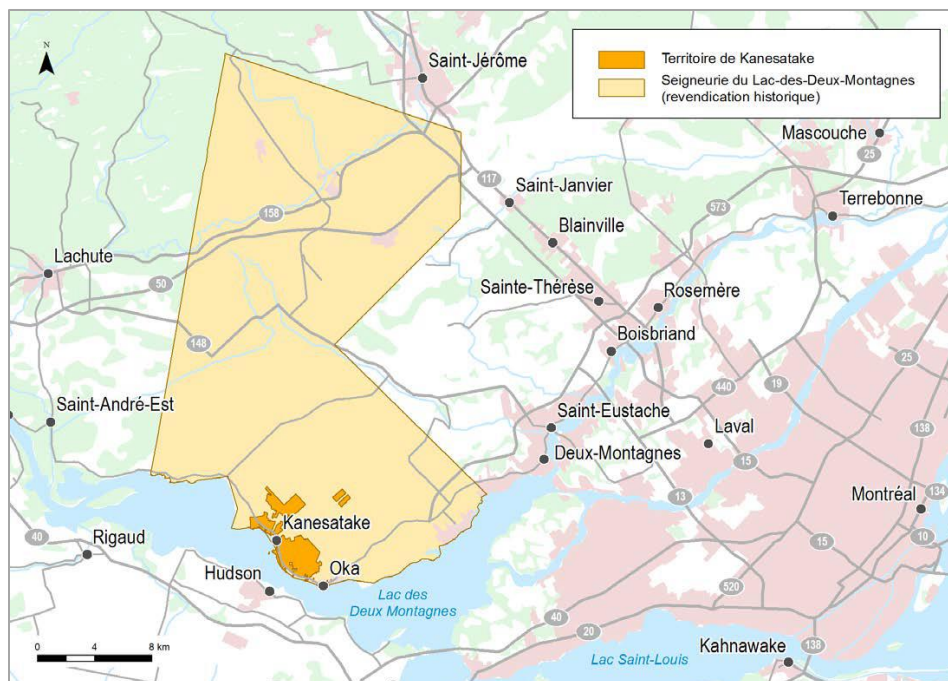 N
Saint-Jérôme
Territoire de Kanesatake
Seigneurie du Lac-des-Deux-Montagnes
(revendication historique)
Mascouche
25
117
Saint-Janvier
573
Terrebonne
158
Blainville
Lachute
50
Sainte-Thérèse
Rosemère
148
Boisbriand
25
440
19
Saint-André-Est
Saint-Eustache
138
Laval
Deux-Montagnes
15
13
134
Montréal
Kanesatake
40
Rigaud
15
10
Hudson
Oka
520
Lac des
Deux Montagnes
40
20
138
Lac Saint-Louis
Kahnawake
0 4 8 km